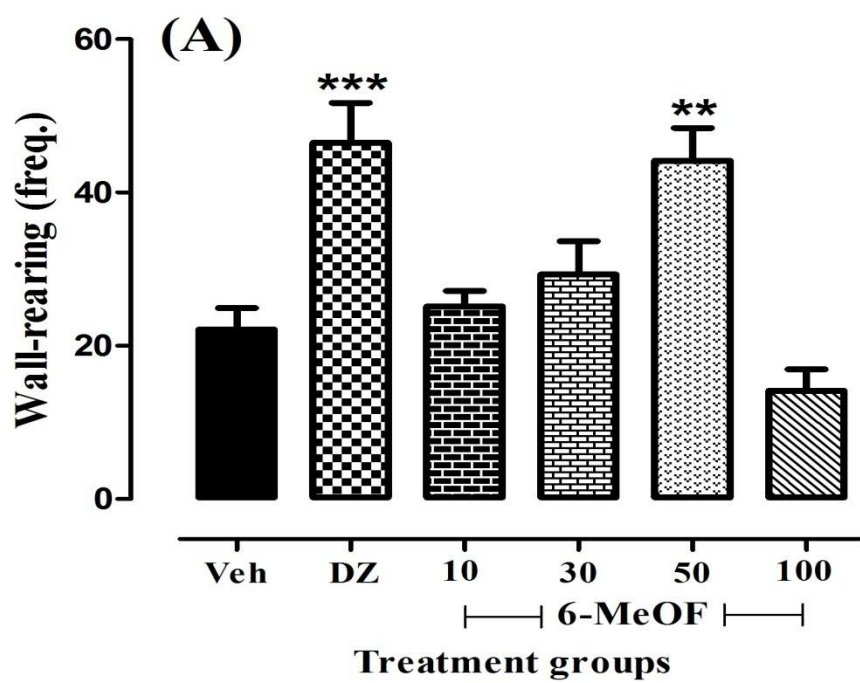 (A)
60
40
20
0
Wall-rearing (freq.)
***
**
Veh DZ 10 30 50 100
6-MeOF
Treatment groups